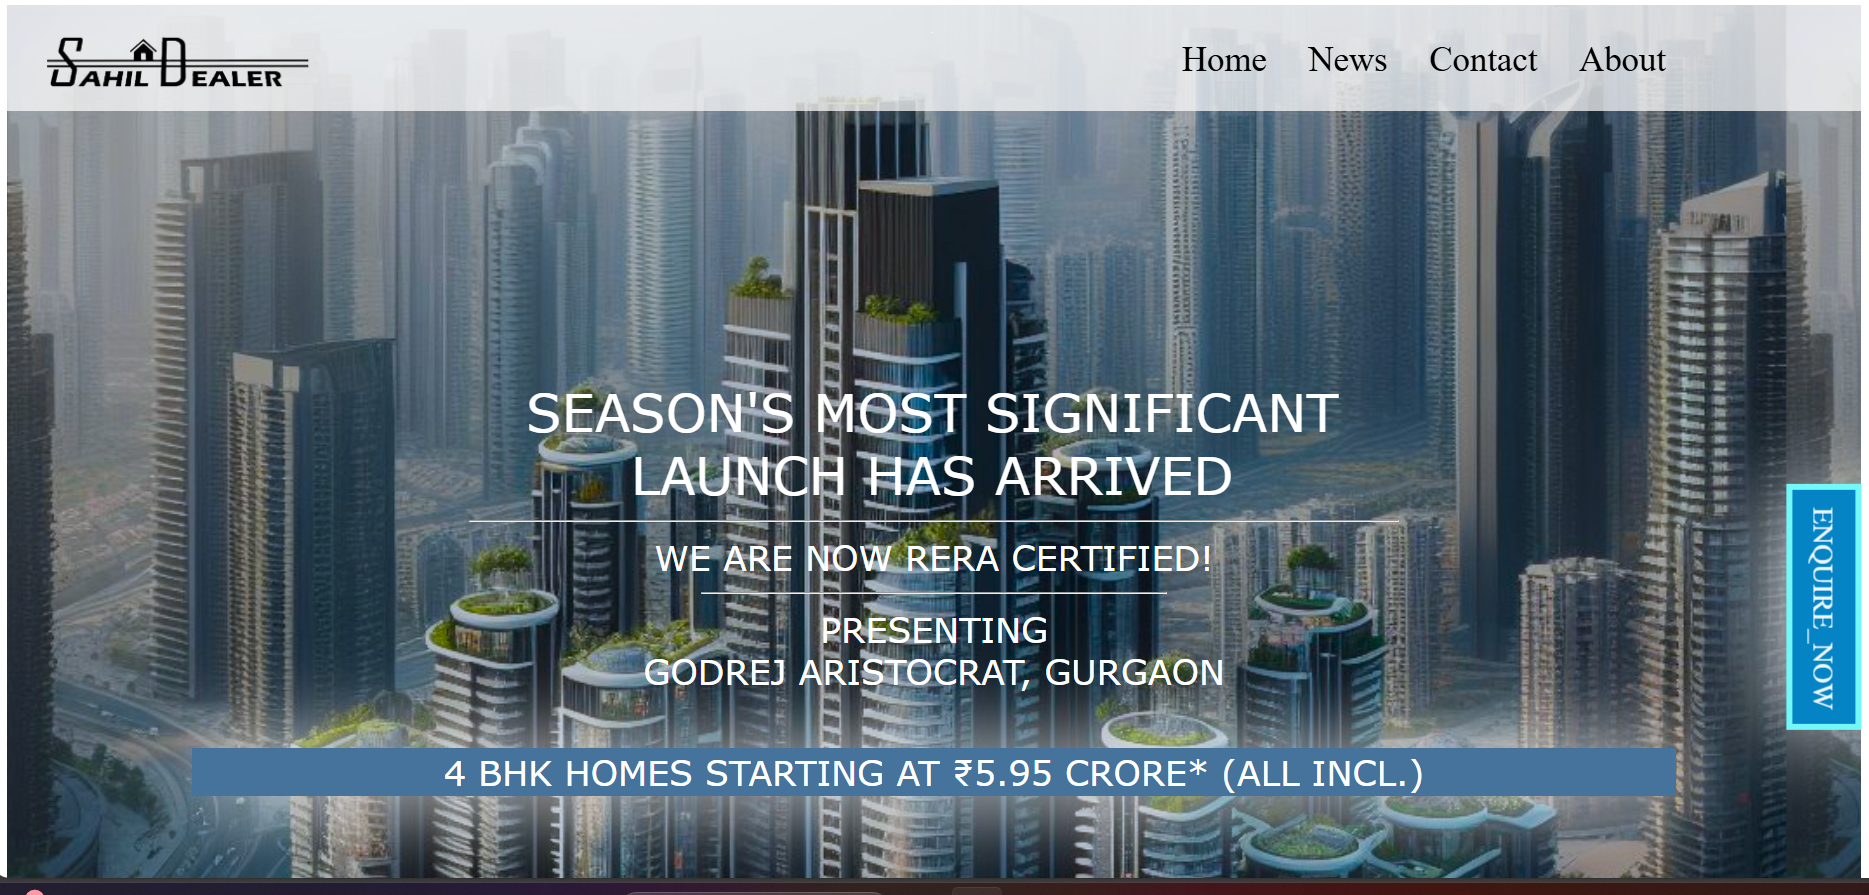 SAHIL DEALER
Home News Contact About
SEASON'S MOST SIGNIFICANT
LAUNCH HAS ARRIVED
WE ARE NOW RERA CERTIFIED!
PRESENTING
GODREJ ARISTOCRAT, GURGAON
ENQUIRE_NOW
4 BHK HOMES STARTING AT ₹5.95 CRORE* (ALL INCL.)